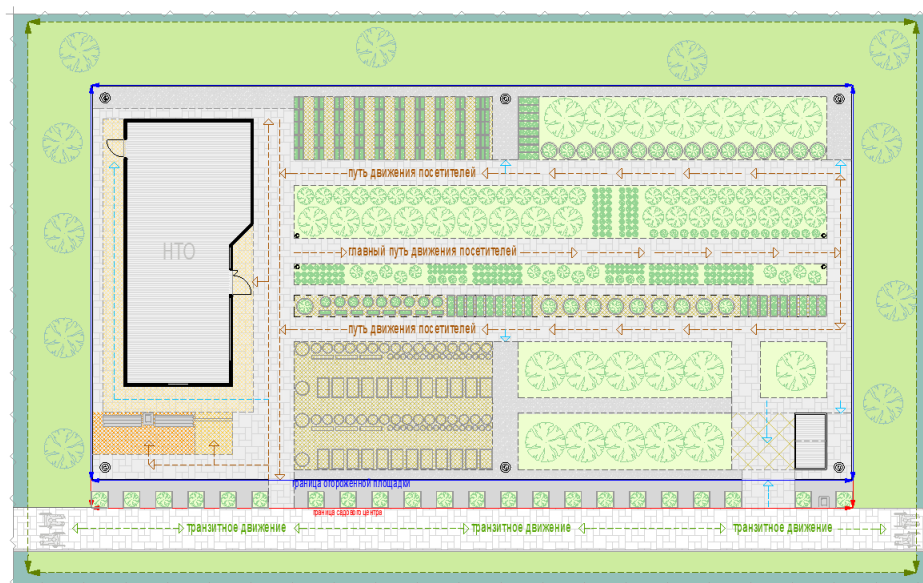 путь движения посетителей
НТО
главный путь движения посетителей
путь движения посетителей
граница огороженной площадки
граница садового центра
транзитное движение
транзитное движение
транзитное движение